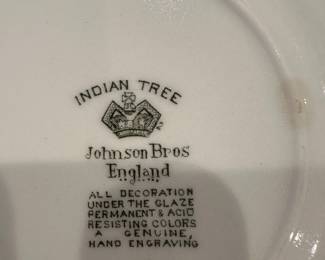 INDIAN TREE
Johnson Bros
England
ALL DECORATION
UNDER THE GLAZE
PERMANENT & ACID
RESISTING COLORS
A GENUINE,
HAND ENGRAVING